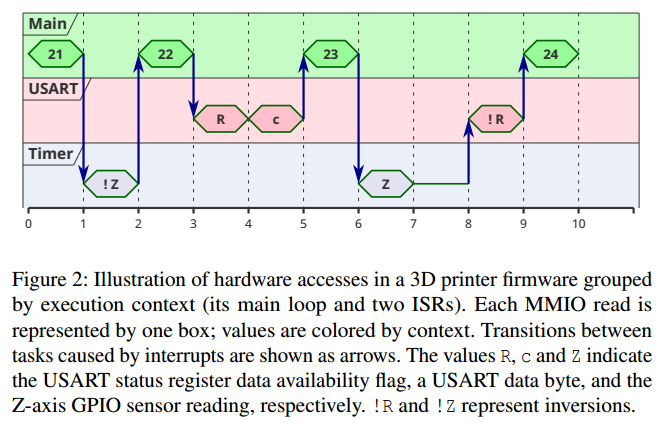 Main
21
22
23
24
USART
R
c
! R
Timer
! Z
Z
0 1 2 3 4 5 6 7 8 9 10
Figure 2: Illustration of hardware accesses in a 3D printer firmware grouped
by execution context (its main loop and two ISRs). Each MMIO read is
represented by one box; values are colored by context. Transitions between
tasks caused by interrupts are shown as arrows. The values R, c and Z indicate
the USART status register data availability flag, a USART data byte, and the
Z-axis GPIO sensor reading, respectively. !R and !Z represent inversions.